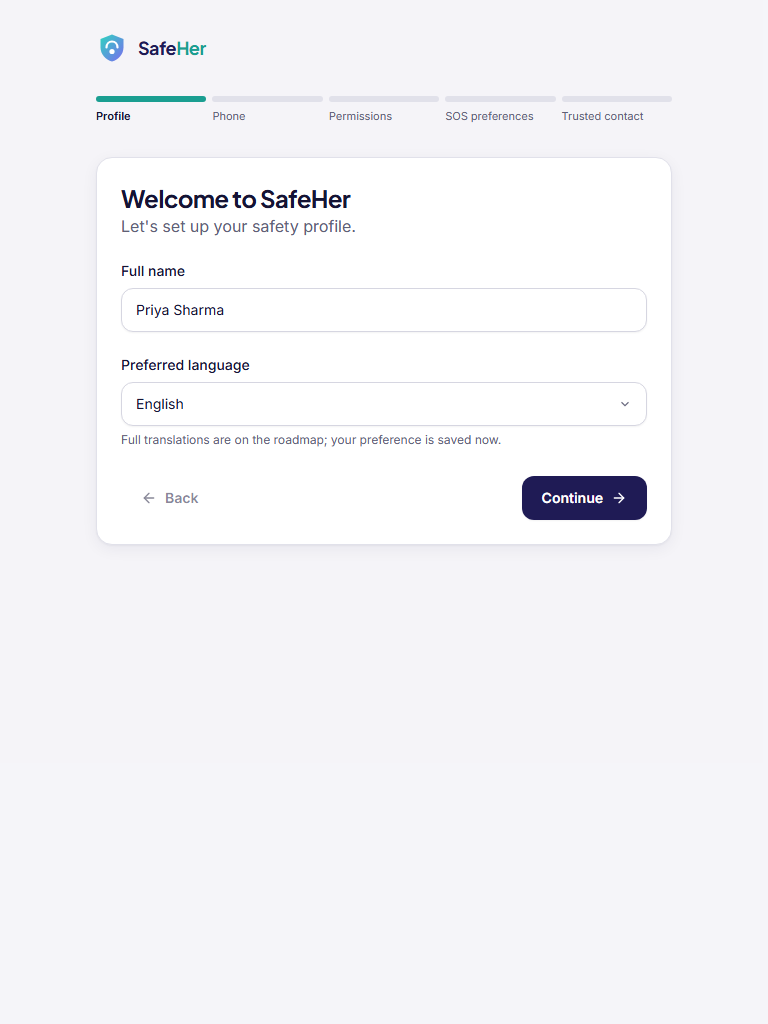 SafeHer
Profile Phone Permissions SOS preferences Trusted contact
Welcome to SafeHer
Let's set up your safety profile.
Full name
Priya Sharma
Preferred language
English
Full translations are on the roadmap; your preference is saved now.
Back Continue